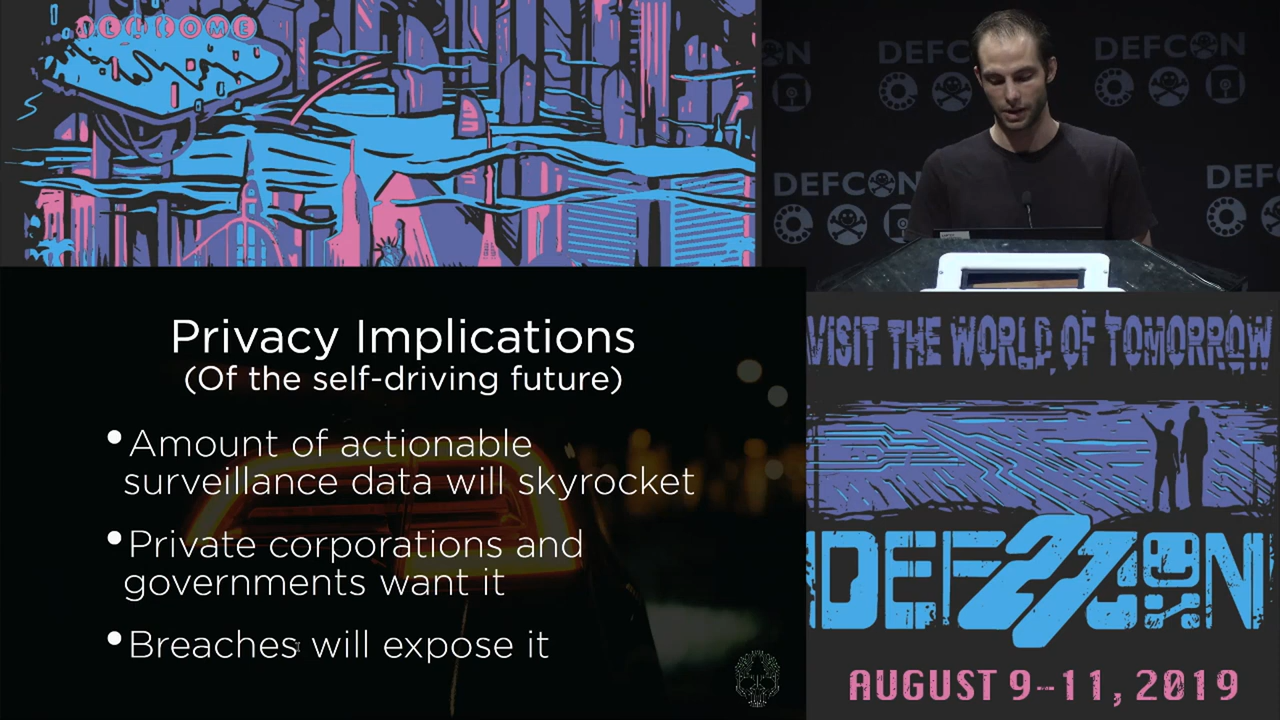 WELCOME
DEFCON
DEFCON
DEFCON
DEF
Privacy Implications
(Of the self-driving future)
•Amount of actionable
surveillance data will skyrocket
•Private corporations and
governments want it
•Breaches will expose it
VISIT THE WORLD OF TOMORROW
DEF27CON
AUGUST 9-11, 2019